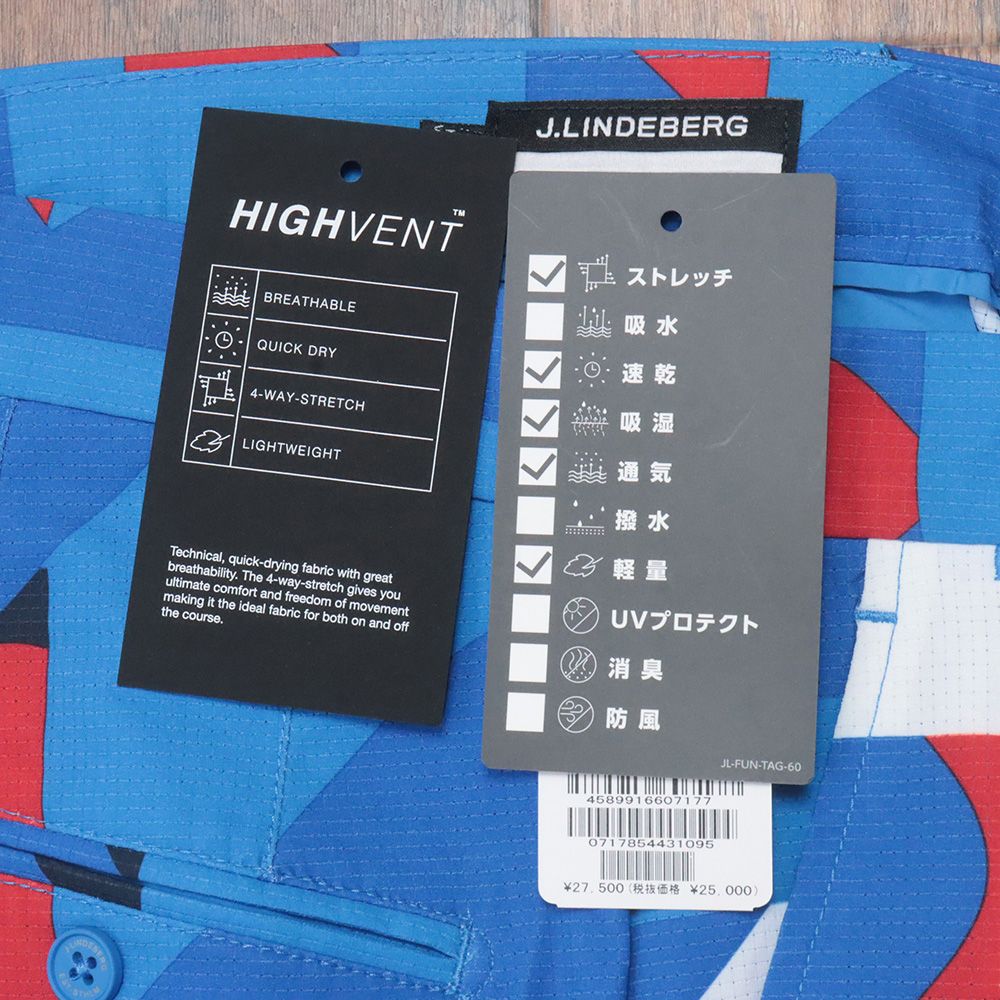 J.LINDEBERG
HIGHVENT™
BREATHABLE
QUICK DRY
4-WAY-STRETCH
LIGHTWEIGHT
Technical, quick-drying fabric with great
breathability. The 4-way-stretch gives you
ultimate comfort and freedom of movement
making it the ideal fabric for both on and off
the course.
ストレッチ
吸水
速乾
吸湿
通気
撥水
軽量
UVプロテクト
消臭
防風
JL-FUN-TAG-60
4589916607177
0717854431095
¥27,500(税抜価格 ¥25,000)
J.LINDEBERG